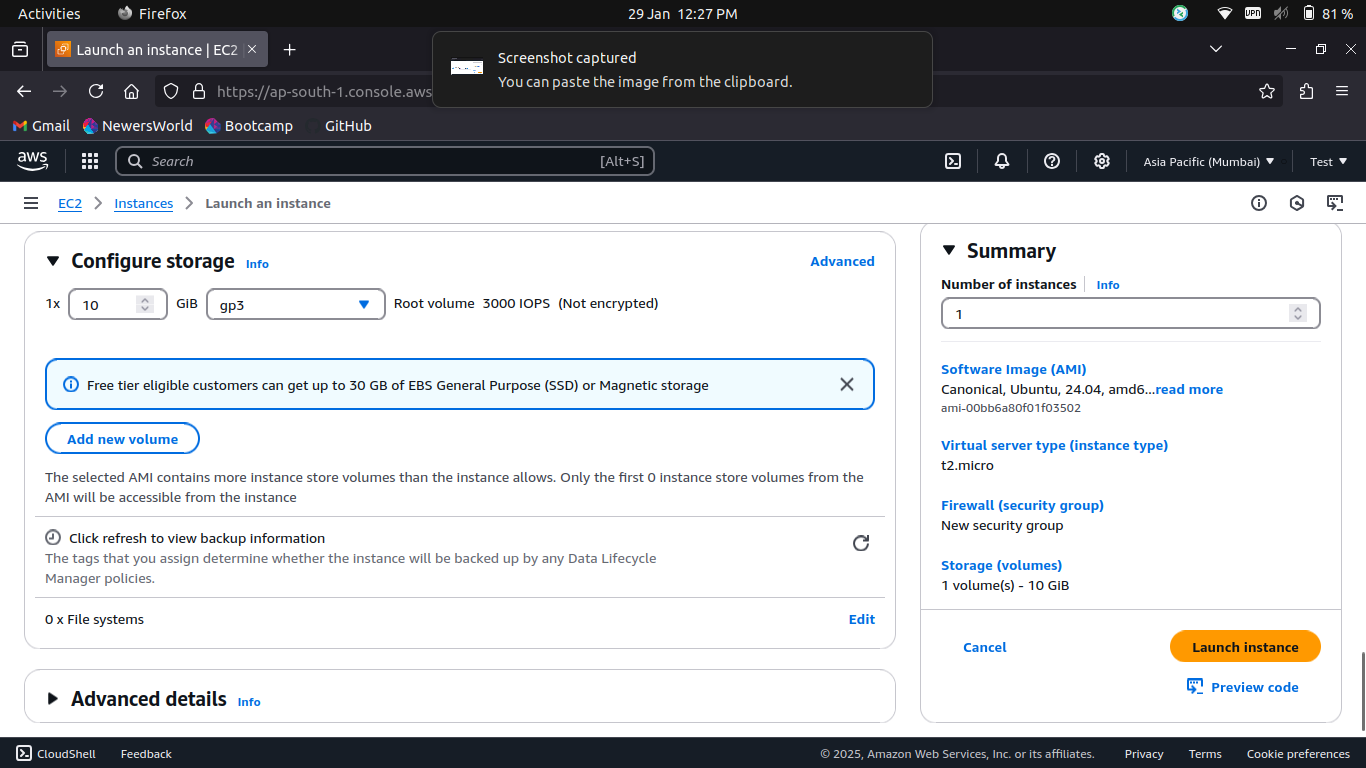 Activities
Firefox
29 Jan 12:27 PM
VPN
81 %
Launch an instance | EC2
Screenshot captured
You can paste the image from the clipboard.
https://ap-south-1.console.aws
Gmail
NewersWorld
Bootcamp
GitHub
aws
Search
[Alt+S]
Asia Pacific (Mumbai)
Test
EC2
Instances
Launch an instance
Configure storage
Info
Advanced
1x
10
GiB
gp3
Root volume 3000 IOPS (Not encrypted)
Free tier eligible customers can get up to 30 GB of EBS General Purpose (SSD) or Magnetic storage
Add new volume
The selected AMI contains more instance store volumes than the instance allows. Only the first 0 instance store volumes from the
AMI will be accessible from the instance
Click refresh to view backup information
The tags that you assign determine whether the instance will be backed up by any Data Lifecycle
Manager policies.
0 x File systems
Edit
Advanced details
Info
Summary
Number of instances
Info
1
Software Image (AMI)
Canonical, Ubuntu, 24.04, amd6...read more
ami-00bb6a80f01f03502
Virtual server type (instance type)
t2.micro
Firewall (security group)
New security group
Storage (volumes)
1 volume(s) - 10 GiB
Cancel
Launch instance
Preview code
CloudShell
Feedback
© 2025, Amazon Web Services, Inc. or its affiliates.
Privacy
Terms
Cookie preferences